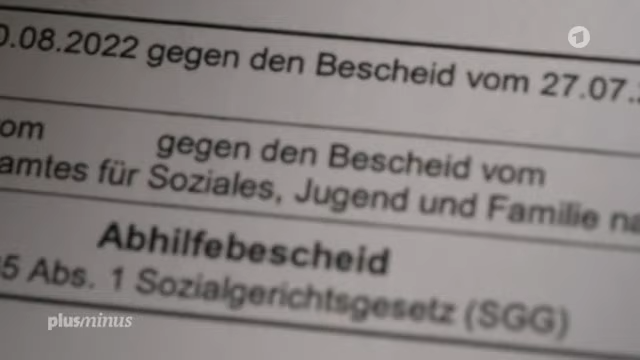 0.08.2022 gegen den Bescheid vom 27.07.
om gegen den Bescheid vom
amtes für Soziales, Jugend und Familie na
Abhilfebescheid
5 Abs. 1 Sozialgerichtsgesetz (SGG)
plusminus